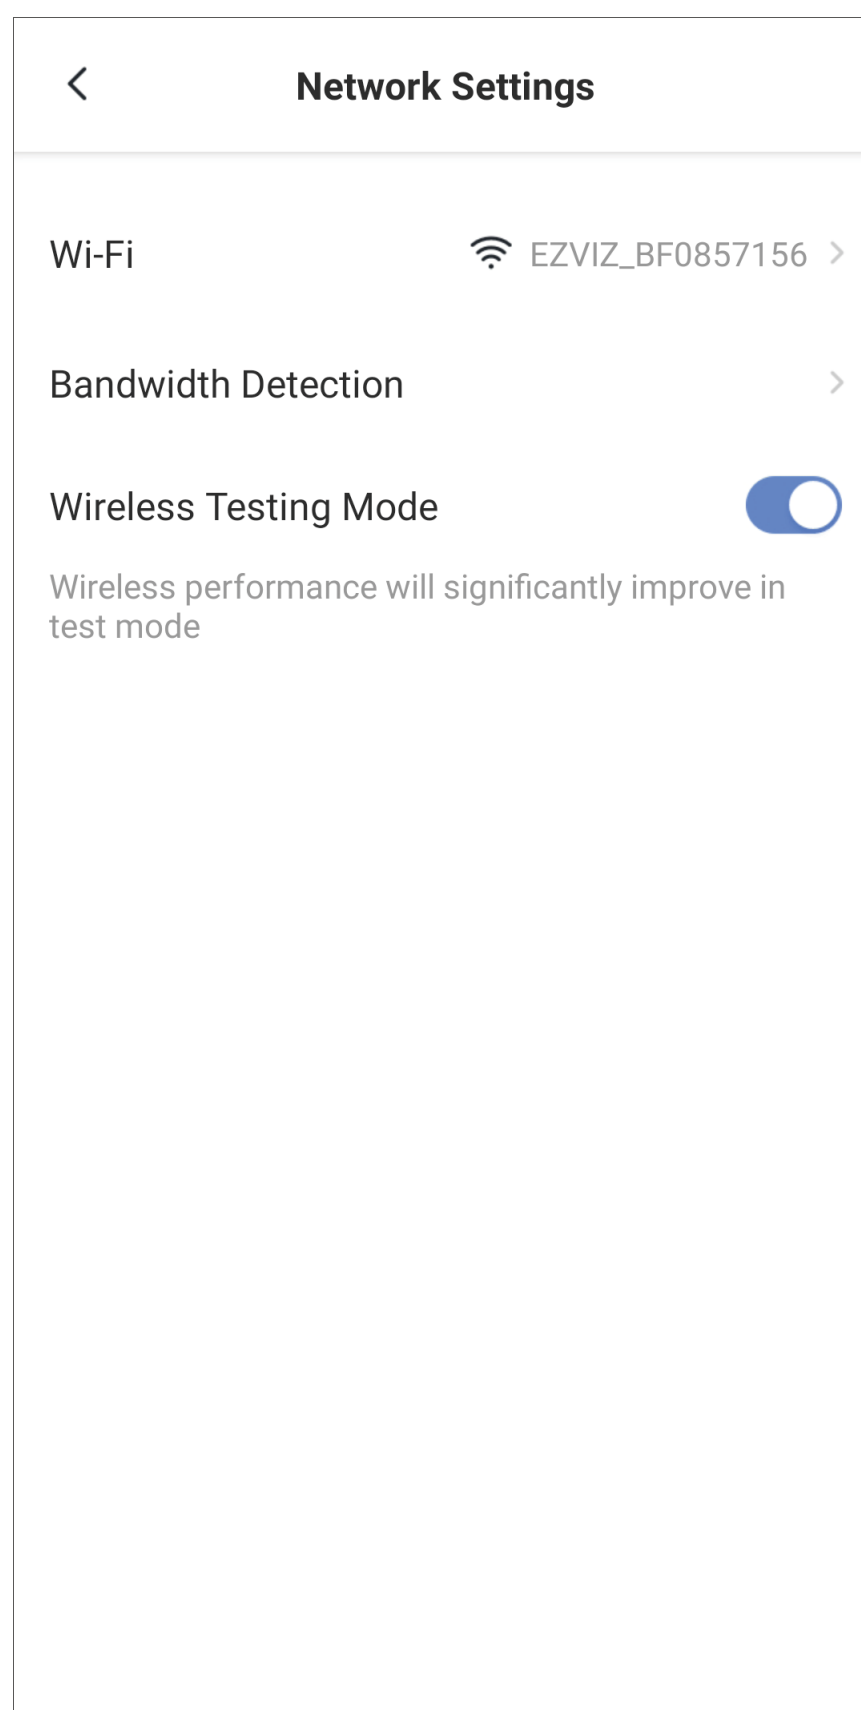 Network Settings
Wi-Fi EZVIZ_BF0857156
Bandwidth Detection
Wireless Testing Mode
Wireless performance will significantly improve in
test mode